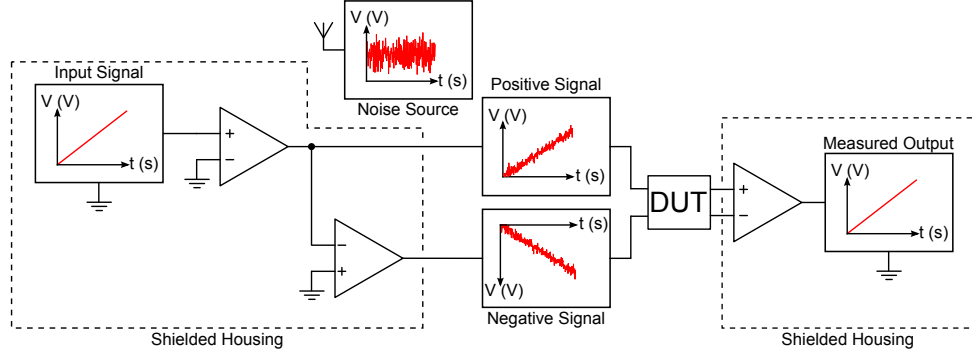 V (V)
t (s)
Noise Source
Input Signal
V (V)
t (s)
+
−
−
+
Shielded Housing
Positive Signal
V (V)
t (s)
t (s)
V (V)
Negative Signal
DUT
+
−
Measured Output
V (V)
t (s)
Shielded Housing